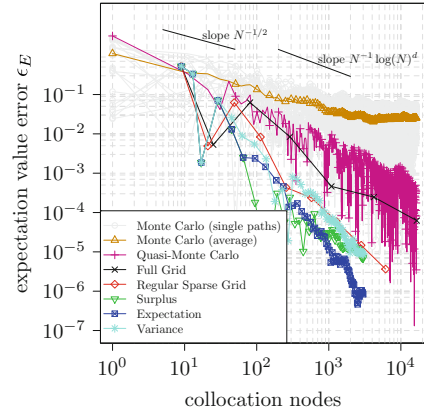 slope N^{-1/2}
slope N^{-1} log(N)^d
expectation value error ϵ_E
10^{-1}
10^{-2}
10^{-3}
10^{-4}
10^{-5}
10^{-6}
10^{-7}
Monte Carlo (single paths)
Monte Carlo (average)
Quasi-Monte Carlo
Full Grid
Regular Sparse Grid
Surplus
Expectation
Variance
10^0
10^1
10^2
10^3
10^4
collocation nodes